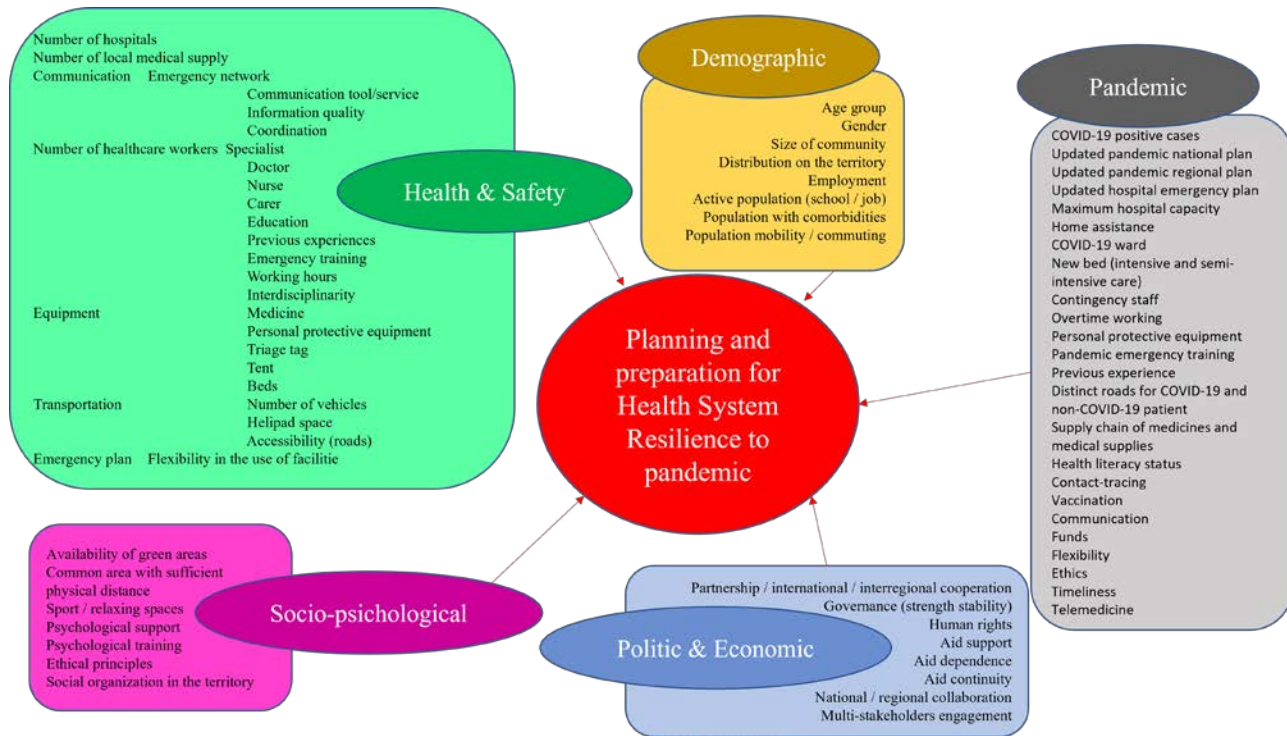 Number of hospitals
Number of local medical supply
Communication Emergency network
Communication tool/service
Information quality
Coordination
Number of healthcare workers Specialist
Doctor
Nurse
Carer
Education
Previous experiences
Emergency training
Working hours
Interdisciplinarity
Equipment Medicine
Personal protective equipment
Triage tag
Tent
Beds
Transportation Number of vehicles
Helipad space
Accessibility (roads)
Emergency plan Flexibility in the use of facilitie
Health & Safety
Demographic
Age group
Gender
Size of community
Distribution on the territory
Employment
Active population (school / job)
Population with comorbidities
Population mobility / commuting
Pandemic
COVID-19 positive cases
Updated pandemic national plan
Updated pandemic regional plan
Updated hospital emergency plan
Maximum hospital capacity
Home assistance
COVID-19 ward
New bed (intensive and semi-
intensive care)
Contingency staff
Overtime working
Personal protective equipment
Pandemic emergency training
Previous experience
Distinct roads for COVID-19 and
non-COVID-19 patient
Supply chain of medicines and
medical supplies
Health literacy status
Contact-tracing
Vaccination
Communication
Funds
Flexibility
Ethics
Timeliness
Telemedicine
Planning and
preparation for
Health System
Resilience to
pandemic
Availability of green areas
Common area with sufficient
physical distance
Sport / relaxing spaces
Psychological support
Psychological training
Ethical principles
Social organization in the territory
Socio-psichological
Partnership / international / interregional cooperation
Governance (strength stability)
Human rights
Aid support
Aid dependence
Aid continuity
National / regional collaboration
Multi-stakeholders engagement
Politic & Economic